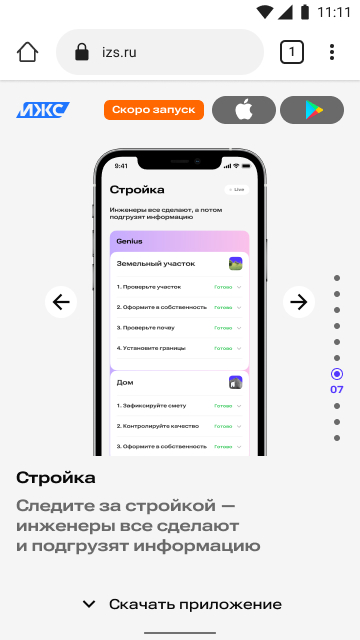 11:11
izs.ru
1
ИЖС
Скоро запуск
9:41
Стройка
Live
Инженеры все сделают, а потом
подгрузят информацию
Genius
Земельный участок
1. Проверьте участок Готово
2. Оформите в собственность Готово
3. Проверьте почву Готово
4. Установите границы Готово
Дом
1. Зафиксируйте смету Готово
2. Контролируйте качество Готово
3. Оформите в собственность Готово
07
Стройка
Следите за стройкой —
инженеры все сделают
и подгрузят информацию
Скачать приложение